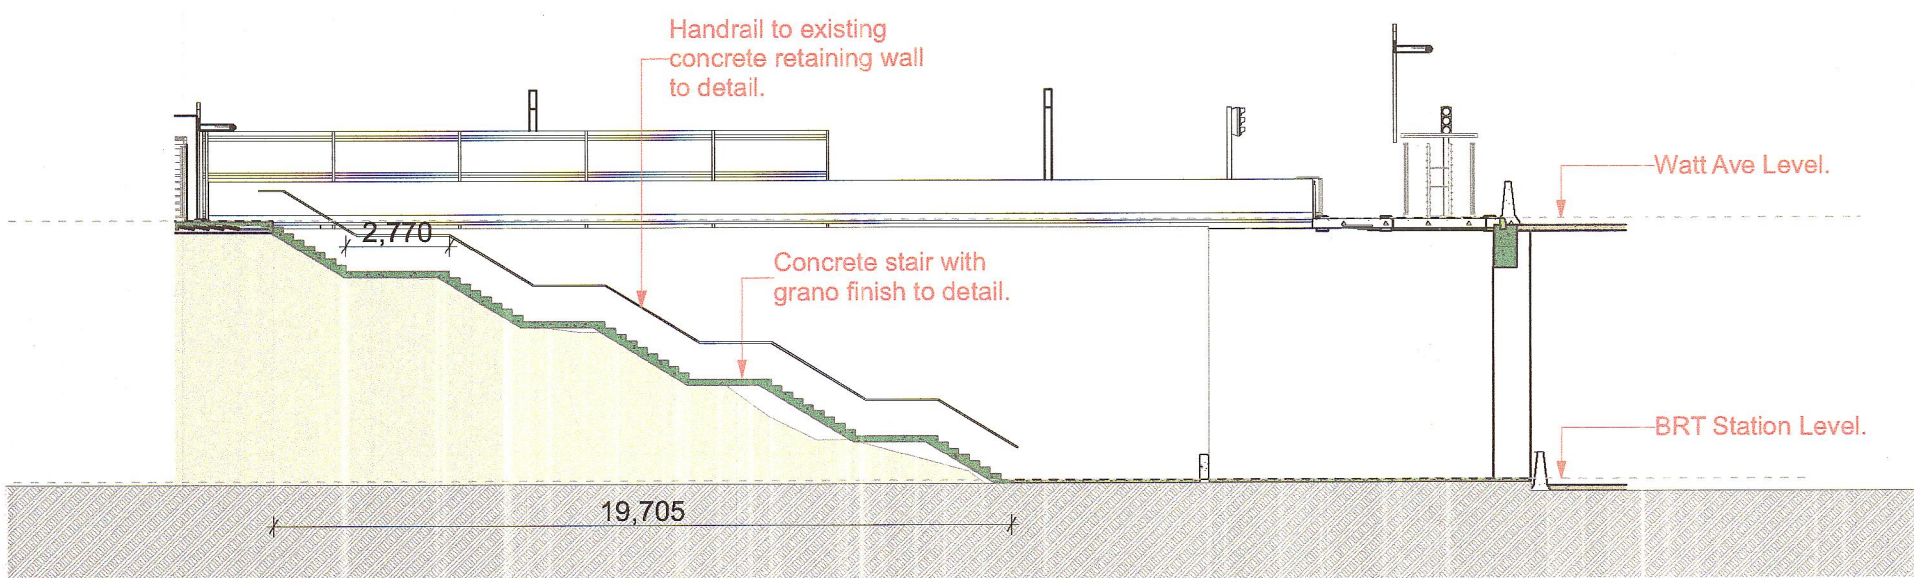 Handrail to existing
concrete retaining wall
to detail.
Watt Ave Level.
2,770
Concrete stair with
grano finish to detail.
BRT Station Level.
19,705